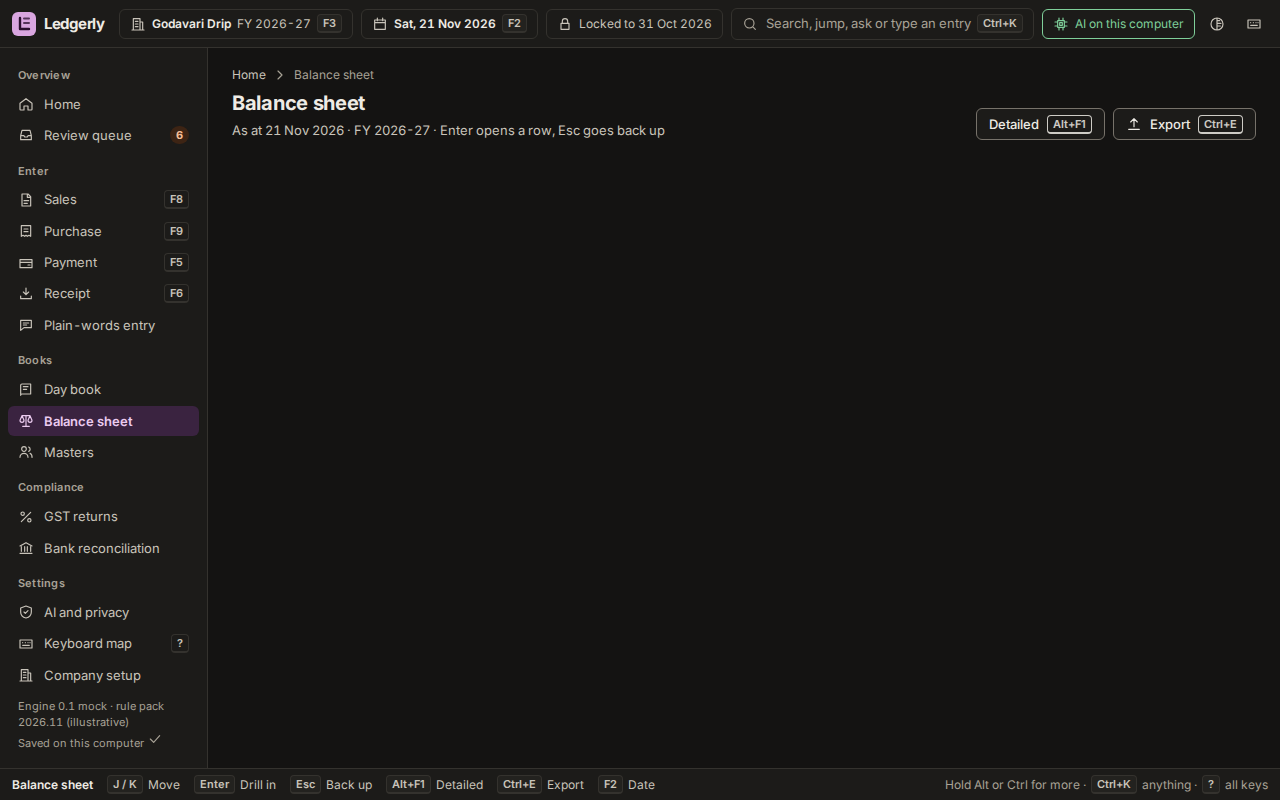 Ledgerly
Godavari Drip FY 2026-27 F3
Sat, 21 Nov 2026 F2
Locked to 31 Oct 2026
Search, jump, ask or type an entry Ctrl+K
AI on this computer
Overview
Home
Review queue 6
Enter
Sales F8
Purchase F9
Payment F5
Receipt F6
Plain-words entry
Books
Day book
Balance sheet
Masters
Compliance
GST returns
Bank reconciliation
Settings
AI and privacy
Keyboard map ?
Company setup
Engine 0.1 mock · rule pack
2026.11 (illustrative)
Saved on this computer
Home Balance sheet
Balance sheet
As at 21 Nov 2026 · FY 2026-27 · Enter opens a row, Esc goes back up
Detailed Alt+F1
Export Ctrl+E
Balance sheet J / K Move Enter Drill in Esc Back up Alt+F1 Detailed Ctrl+E Export F2 Date
Hold Alt or Ctrl for more · Ctrl+K anything · ? all keys